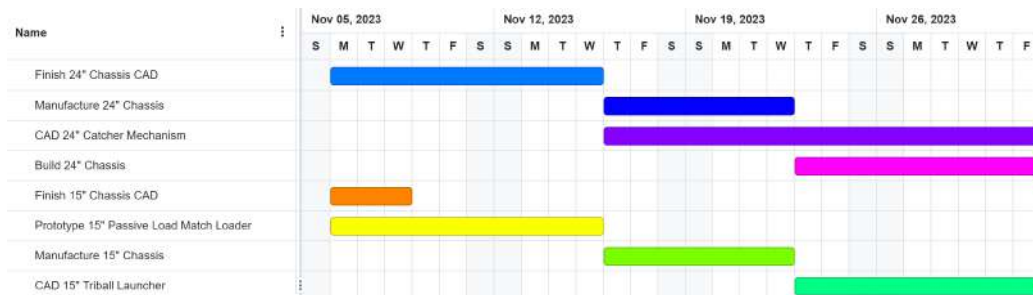 Name
Nov 05, 2023 Nov 12, 2023 Nov 19, 2023 Nov 26, 2023
S M T W T F S S M T W T F S S M T W T F S S M T W T F
Finish 24" Chassis CAD
Manufacture 24" Chassis
CAD 24" Catcher Mechanism
Build 24" Chassis
Finish 15" Chassis CAD
Prototype 15" Passive Load Match Loader
Manufacture 15" Chassis
CAD 15" Triball Launcher